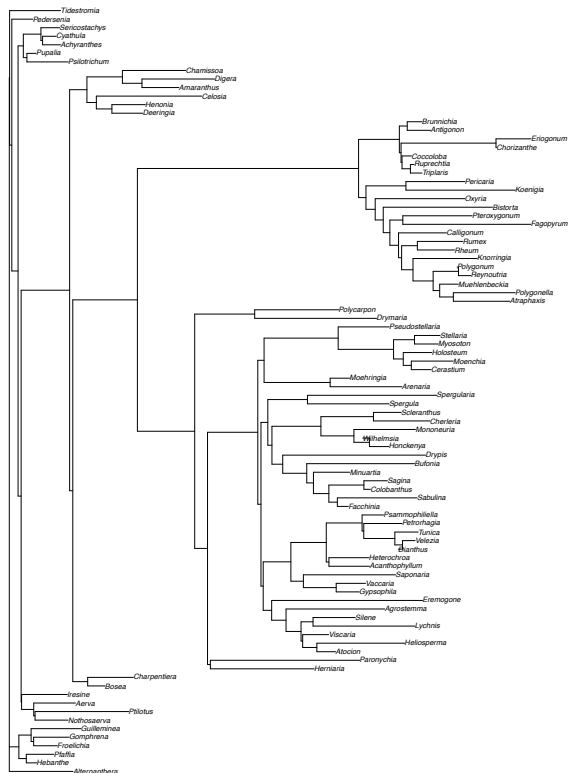 Tidestromia
Pedersenia
Sericostachys
Cyathula
Achyranthes
Pupalia
Psilotrichum
Chamissoa
Digera
Amaranthus
Celosia
Henonia
Deeringia
Brunnichia
Antigonon
Eriogonum
Chorizanthe
Coccoloba
Ruprechtia
Triplaris
Pericaria
Koenigia
Oxyria
Bistorta
Pteroxygonum
Fagopyrum
Calligonum
Rumex
Rheum
Knorringia
Polygonum
Reynoutria
Muehlenbeckia
Polygonella
Atraphaxis
Polycarpon
Drymaria
Pseudostellaria
Stellaria
Myosoton
Holosteum
Moenchia
Cerastium
Moehringia
Arenaria
Spergularia
Spergula
Scleranthus
Cherleria
Mononeuria
Wilhelmsia
Honckenya
Drypis
Bufonia
Minuartia
Sagina
Colobanthus
Sabulina
Facchinia
Psammophiliella
Petrorhagia
Tunica
Velezia
Dianthus
Heterochroa
Acanthophyllum
Saponaria
Vaccaria
Gypsophila
Eremogone
Agrostemma
Silene
Lychnis
Viscaria
Heliosperma
Atocion
Paronychia
Herniaria
Charpentiera
Bosea
Iresine
Aerva
Ptilotus
Nothosaerva
Guilleminea
Gomphrena
Froelichia
Pfaffia
Hebanthe
Alternanthera